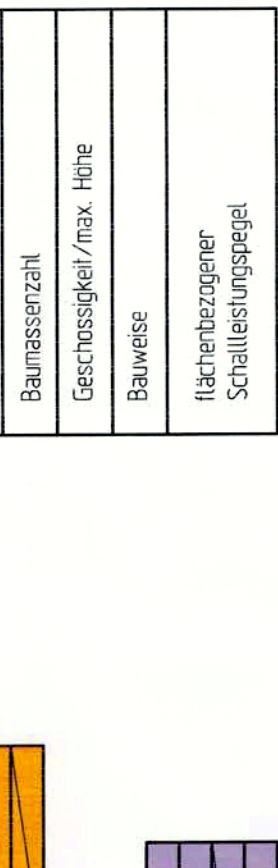 Baumassenzahl
Geschossigkeit/max. Höhe
Bauweise
flächenbezogener
Schallleistungspegel